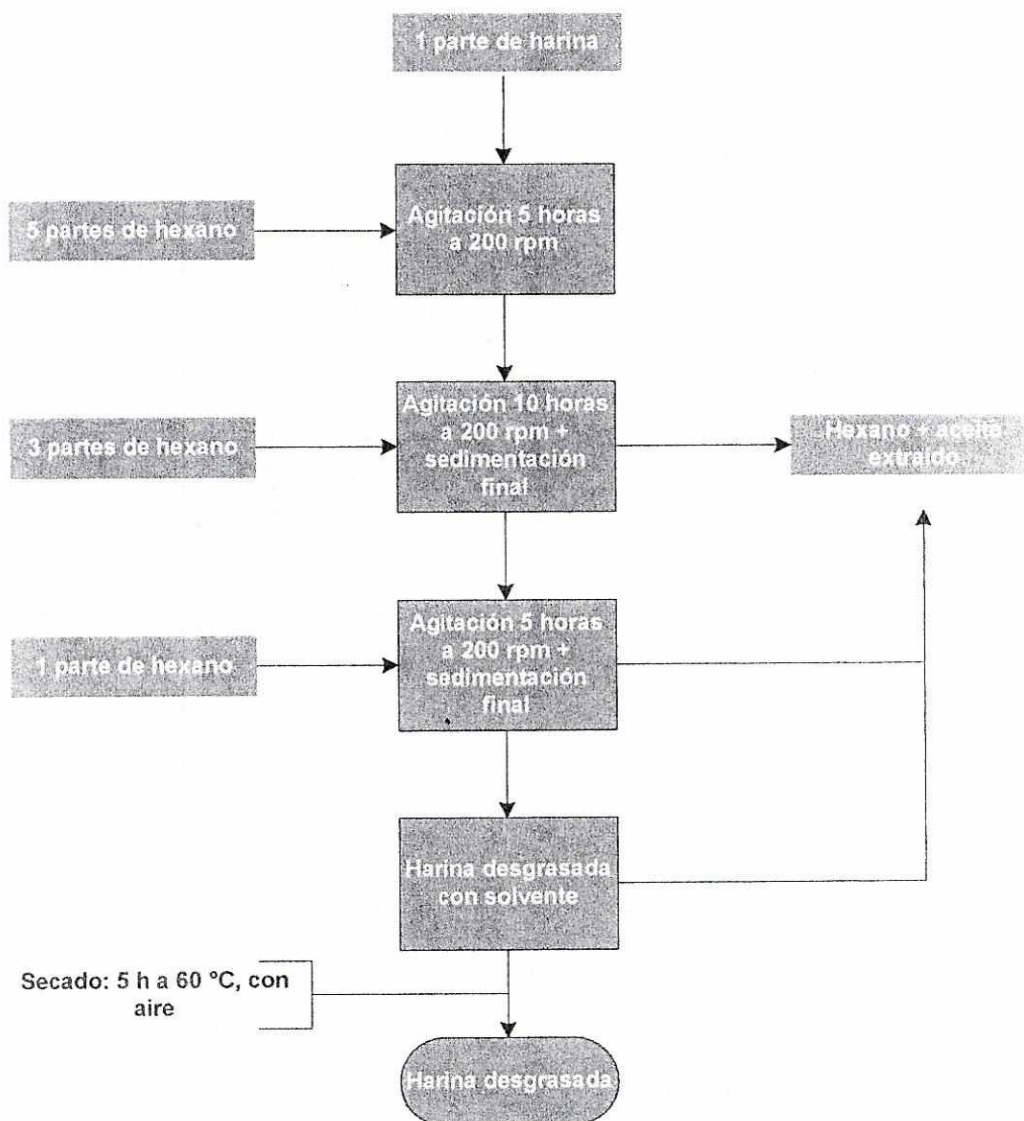 1 parte de harina
5 partes de hexano
Agitación 5 horas
a 200 rpm
3 partes de hexano
Agitación 10 horas
a 200 rpm +
sedimentación
final
Hexano + aceite
extraído
1 parte de hexano
Agitación 5 horas
a 200 rpm +
sedimentación
final
Harina desgrasada
con solvente
Secado: 5 h a 60 ºC, con
aire
Harina desgrasada